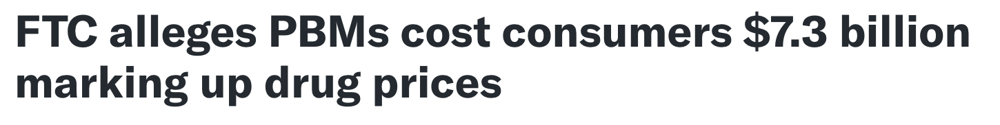 FTC alleges PBMs cost consumers $7.3 billion
marking up drug prices